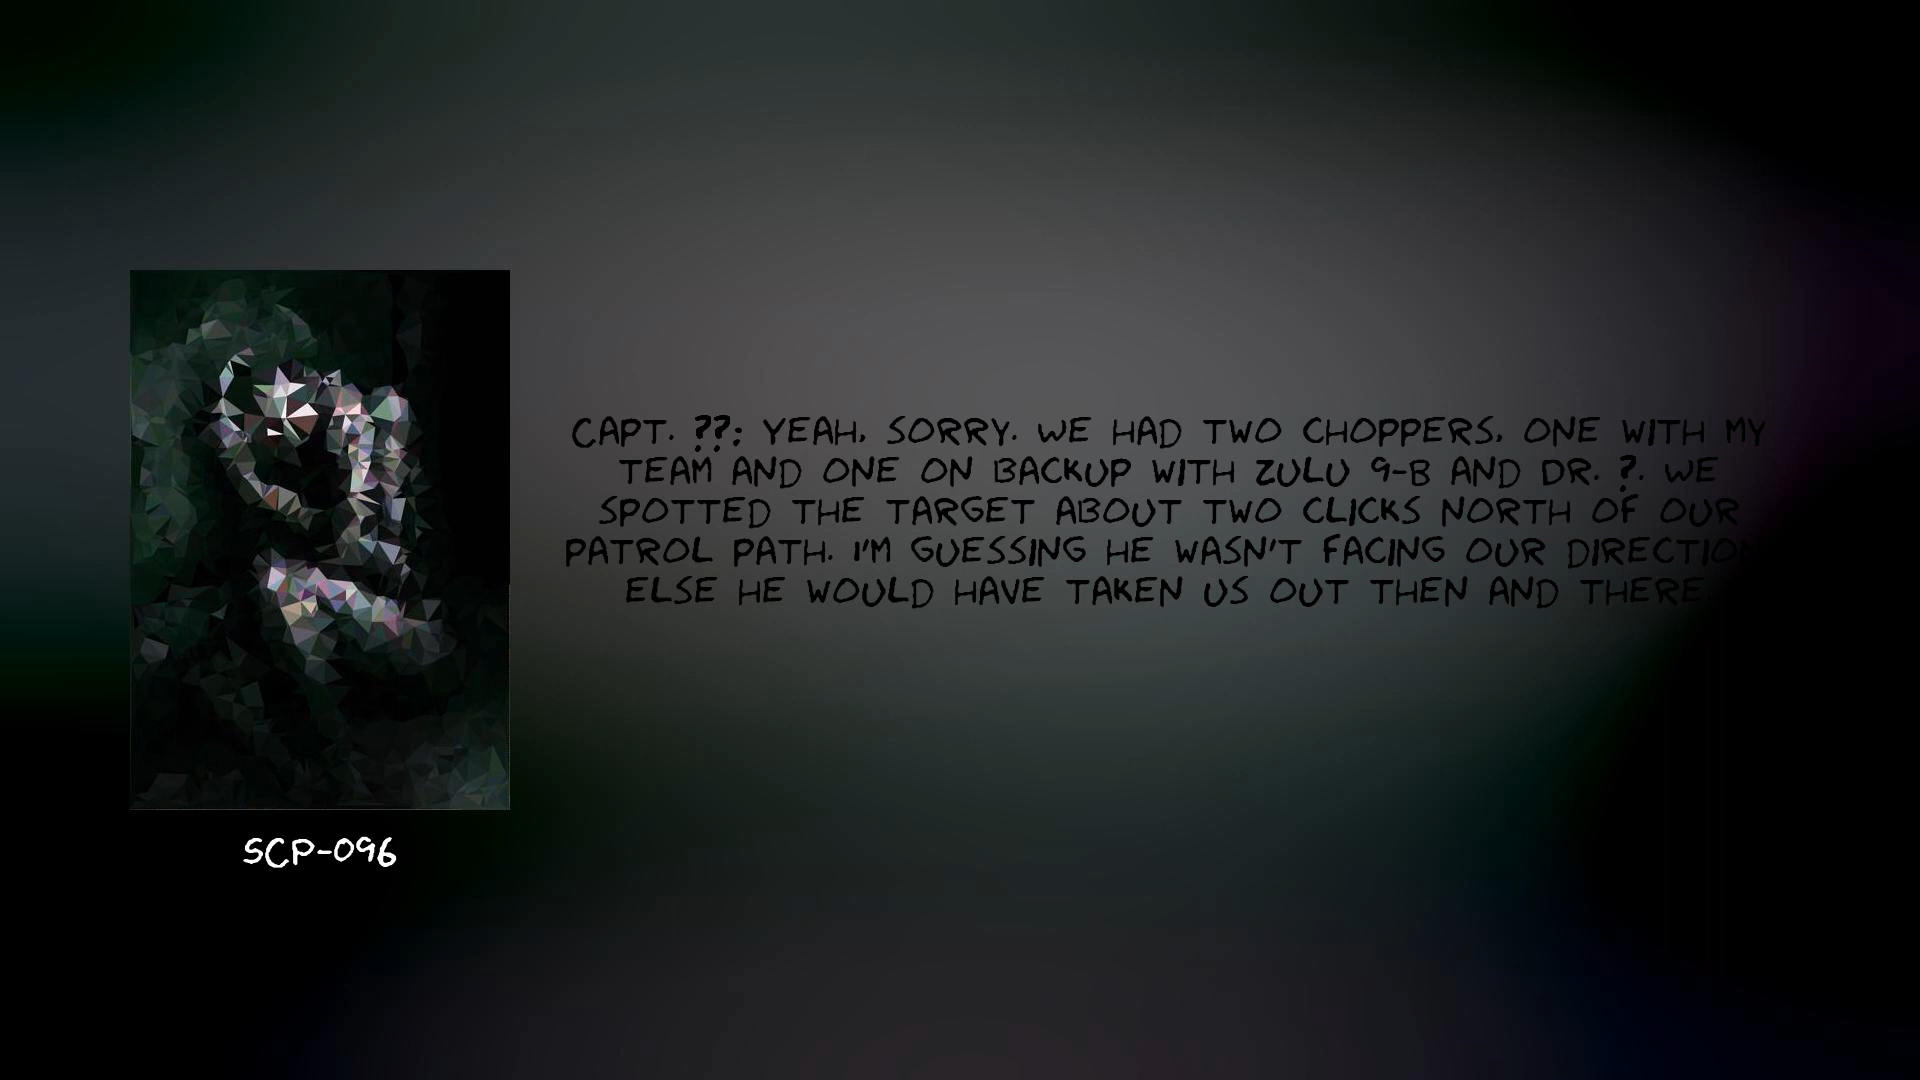 CAPT. ??: YEAH, SORRY. WE HAD TWO CHOPPERS, ONE WITH MY
TEAM AND ONE ON BACKUP WITH ZULU 9-B AND DR. ?. WE
SPOTTED THE TARGET ABOUT TWO CLICKS NORTH OF OUR
PATROL PATH. I'M GUESSING HE WASN'T FACING OUR DIRECTION
ELSE HE WOULD HAVE TAKEN US OUT THEN AND THERE.
SCP-096